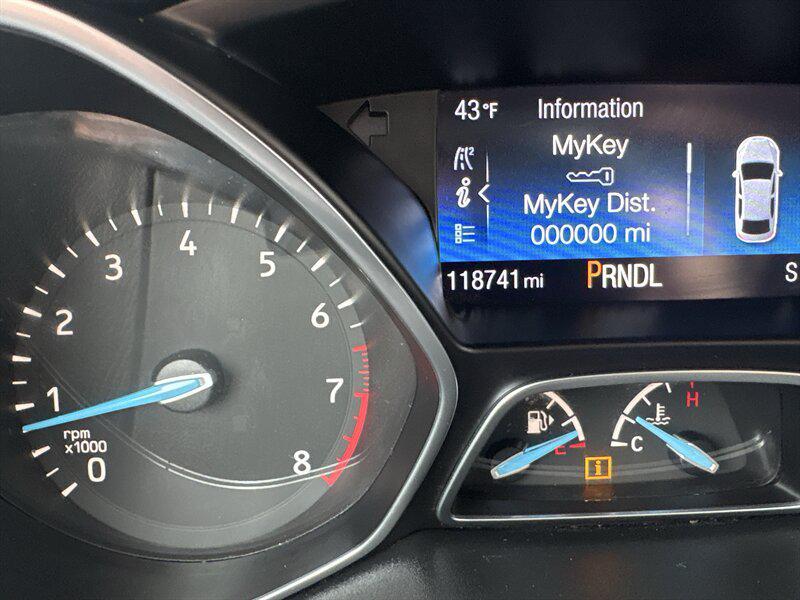 43°F Information
MyKey
MyKey Dist.
000000 mi
118741 mi PRNDL S
0
1
2
3
4
5
6
7
8
rpm
x1000
E
C
H
i